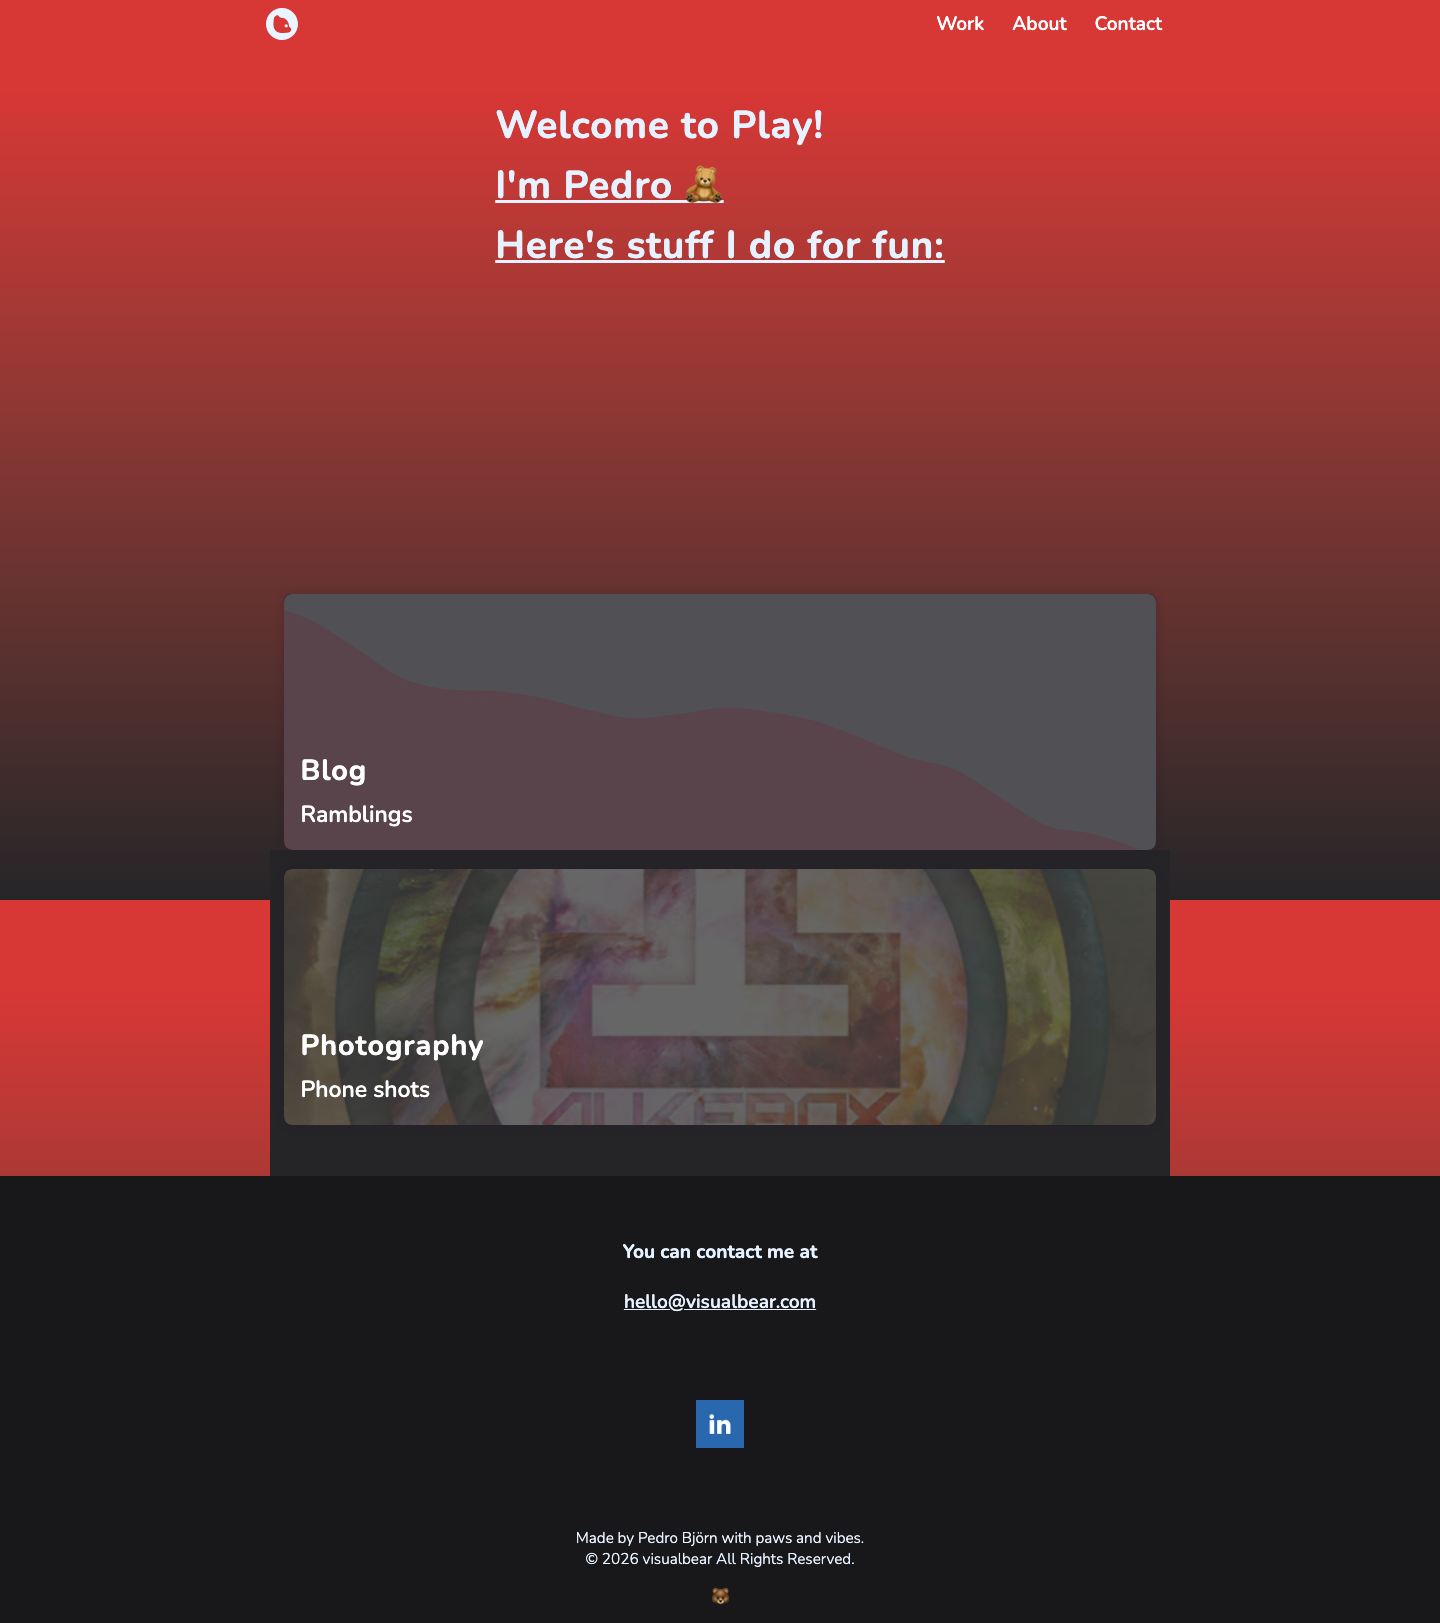 Work About Contact
Welcome to Play!
I'm Pedro 🧸
Here's stuff I do for fun:
Blog
Ramblings
Photography
Phone shots
You can contact me at
hello@visualbear.com
in
Made by Pedro Björn with paws and vibes.
© 2026 visualbear All Rights Reserved.
🐻